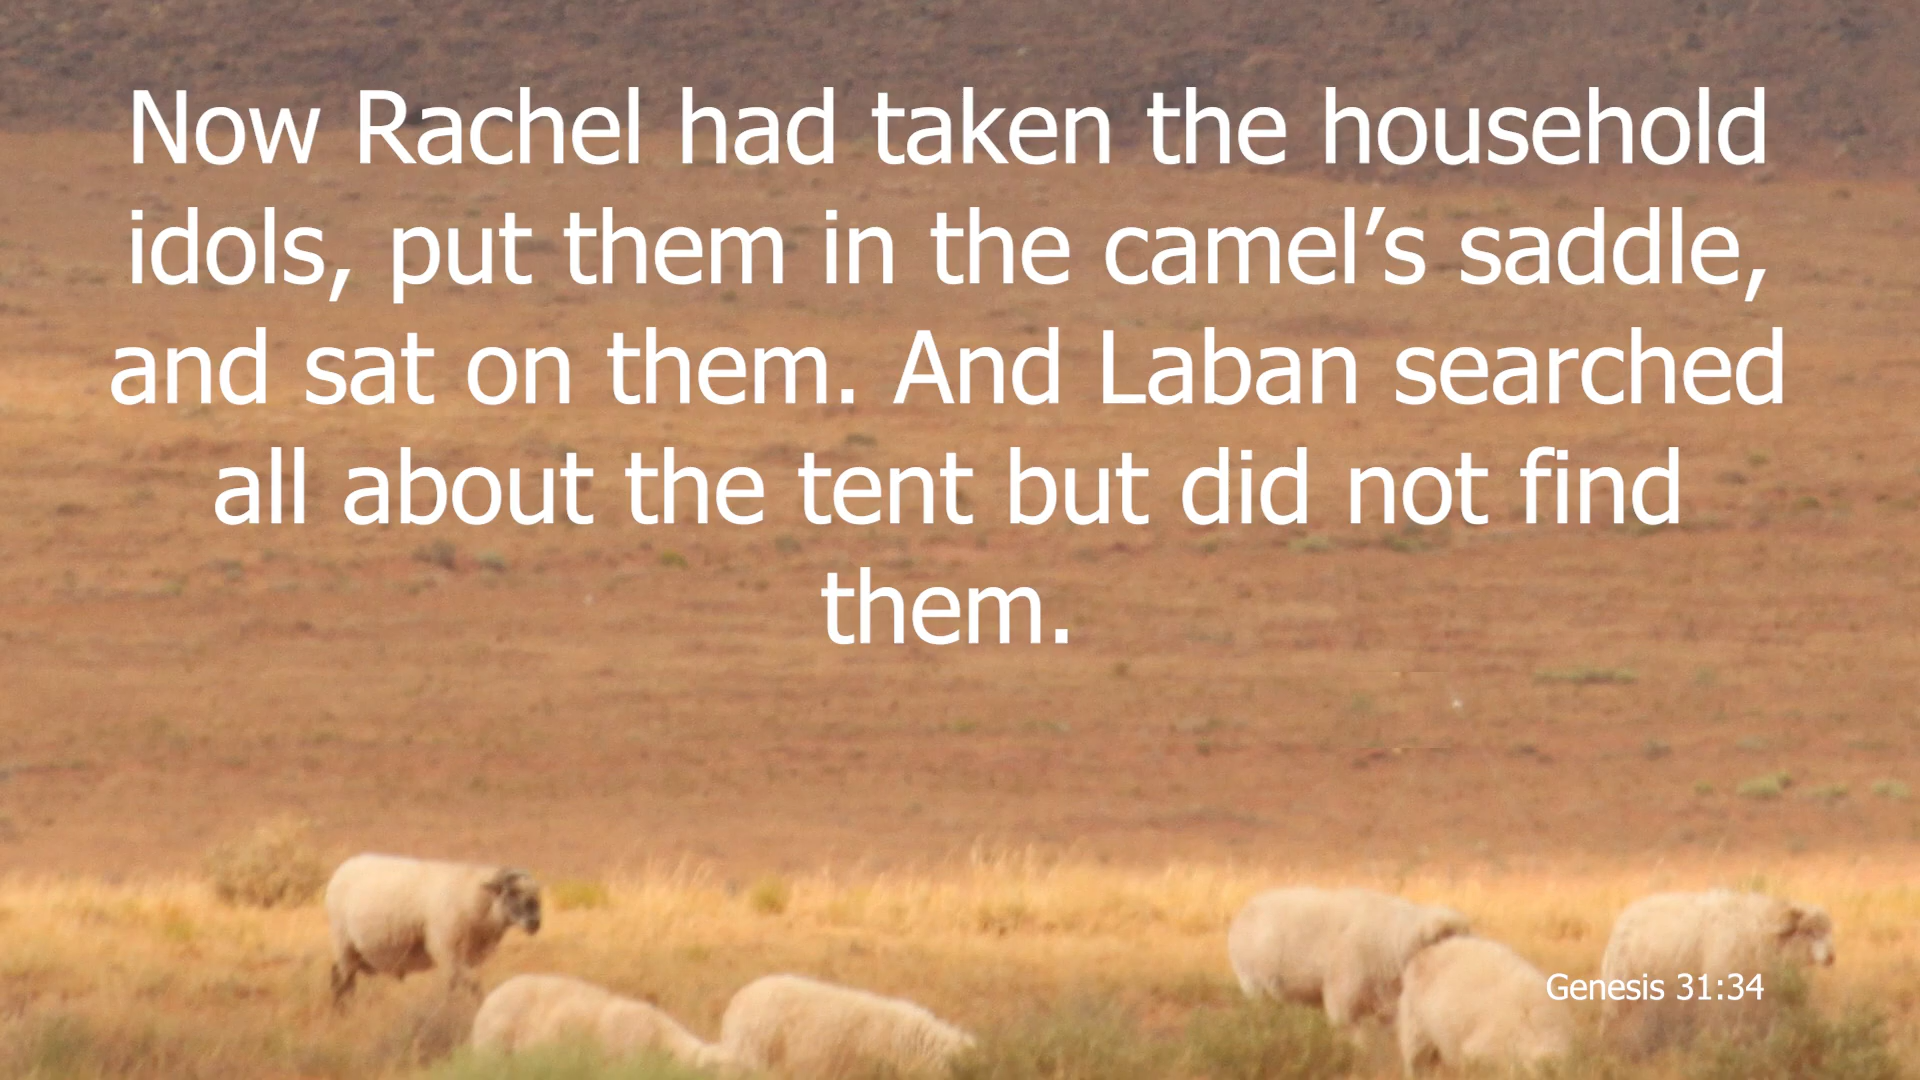 Now Rachel had taken the household
idols, put them in the camel’s saddle,
and sat on them. And Laban searched
all about the tent but did not find
them.
Genesis 31:34